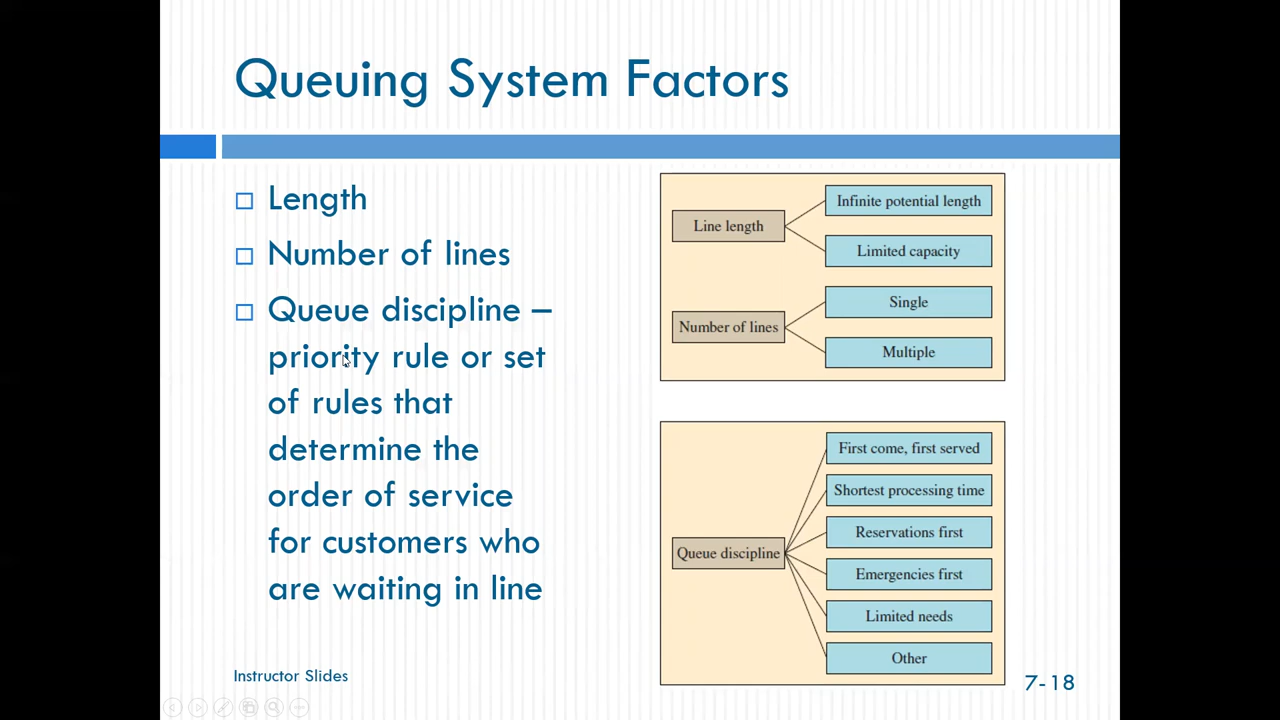 Queuing System Factors
Length
Number of lines
Queue discipline –
priority rule or set
of rules that
determine the
order of service
for customers who
are waiting in line
Line length
Infinite potential length
Limited capacity
Number of lines
Single
Multiple
Queue discipline
First come, first served
Shortest processing time
Reservations first
Emergencies first
Limited needs
Other
Instructor Slides
7-18